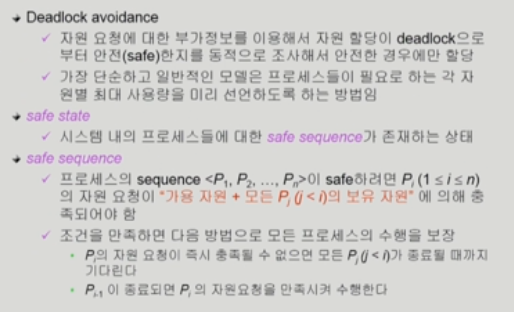 Deadlock avoidance
자원 요청에 대한 부가정보를 이용해서 자원 할당이 deadlock으로
부터 안전(safe)한지를 동적으로 조사해서 안전한 경우에만 할당
가장 단순하고 일반적인 모델은 프로세스들이 필요로 하는 각 자
원별 최대 사용량을 미리 선언하도록 하는 방법임
safe state
시스템 내의 프로세스들에 대한 safe sequence가 존재하는 상태
safe sequence
프로세스의 sequence <P1, P2, …, Pn>이 safe하려면 Pi (1 ≤ i ≤ n)
의 자원 요청이 "가용 자원 + 모든 Pj (j < i)의 보유 자원" 에 의해 충
족되어야 함
조건을 만족하면 다음 방법으로 모든 프로세스의 수행을 보장
Pi의 자원 요청이 즉시 충족될 수 없으면 모든 Pj (j < i)가 종료될 때까지
기다린다
Pi-1 이 종료되면 Pi 의 자원요청을 만족시켜 수행한다